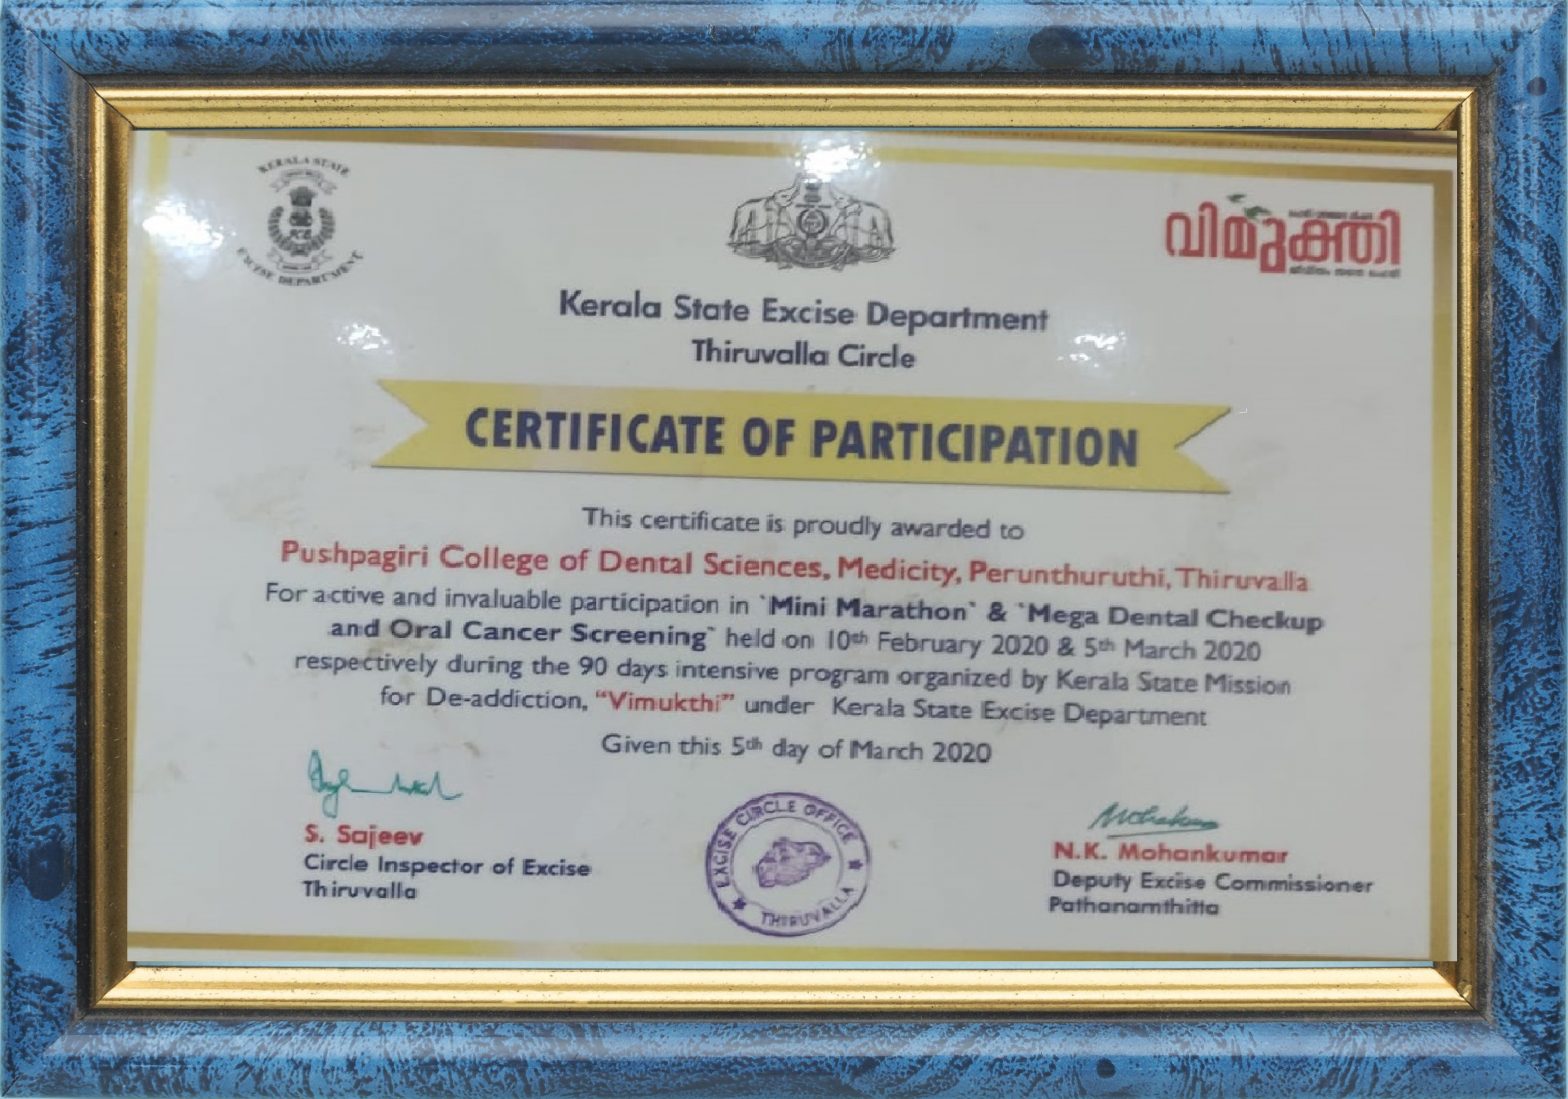 KERALA STATE
EXCISE DEPARTMENT
വിമുക്തി
Kerala State Excise Department
Thiruvalla Circle
CERTIFICATE OF PARTICIPATION
This certificate is proudly awarded to
Pushpagiri College of Dental Sciences, Medicity, Perunthuruthi, Thiruvalla
For active and invaluable participation in `Mini Marathon` & `Mega Dental Checkup
and Oral Cancer Screening` held on 10th February 2020 & 5th March 2020
respectively during the 90 days intensive program organized by Kerala State Mission
for De-addiction, “Vimukthi” under Kerala State Excise Department
Given this 5th day of March 2020
S. Sajeev
Circle Inspector of Excise
Thiruvalla
EXCISE CIRCLE OFFICE
THIRUVALLA
N.K. Mohankumar
Deputy Excise Commissioner
Pathanamthitta